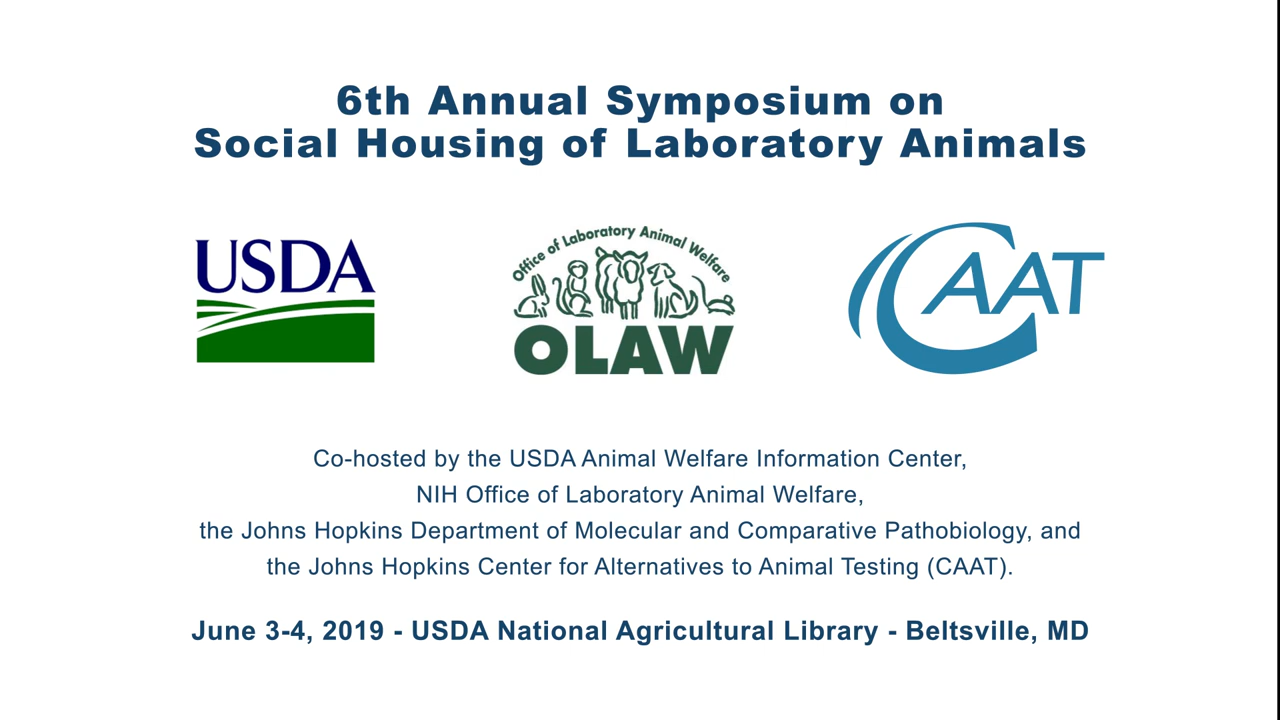 6th Annual Symposium on
Social Housing of Laboratory Animals
USDA
Office of Laboratory Animal Welfare
OLAW
CAAT
Co-hosted by the USDA Animal Welfare Information Center,
NIH Office of Laboratory Animal Welfare,
the Johns Hopkins Department of Molecular and Comparative Pathobiology, and
the Johns Hopkins Center for Alternatives to Animal Testing (CAAT).
June 3-4, 2019 - USDA National Agricultural Library - Beltsville, MD